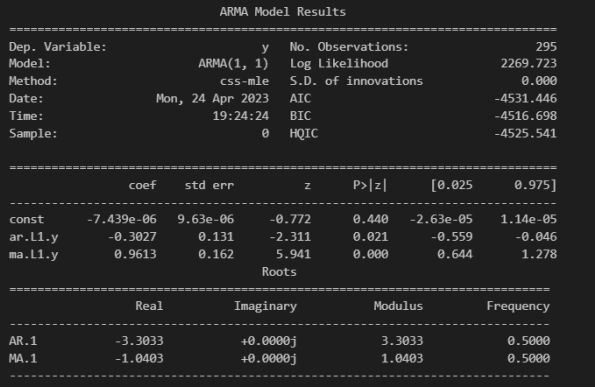 ARMA Model Results
==============================================================================
Dep. Variable: y No. Observations: 295
Model: ARMA(1, 1) Log Likelihood 2269.723
Method: css-mle S.D. of innovations 0.000
Date: Mon, 24 Apr 2023 AIC -4531.446
Time: 19:24:24 BIC -4516.698
Sample: 0 HQIC -4525.541
==============================================================================
coef std err z P>|z| [0.025 0.975]
------------------------------------------------------------------------------
const -7.439e-06 9.63e-06 -0.772 0.440 -2.63e-05 1.14e-05
ar.L1.y -0.3027 0.131 -2.311 0.021 -0.559 -0.046
ma.L1.y 0.9613 0.162 5.941 0.000 0.644 1.278
Roots
=============================================================================
Real Imaginary Modulus Frequency
-----------------------------------------------------------------------------
AR.1 -3.3033 +0.0000j 3.3033 0.5000
MA.1 -1.0403 +0.0000j 1.0403 0.5000
-----------------------------------------------------------------------------